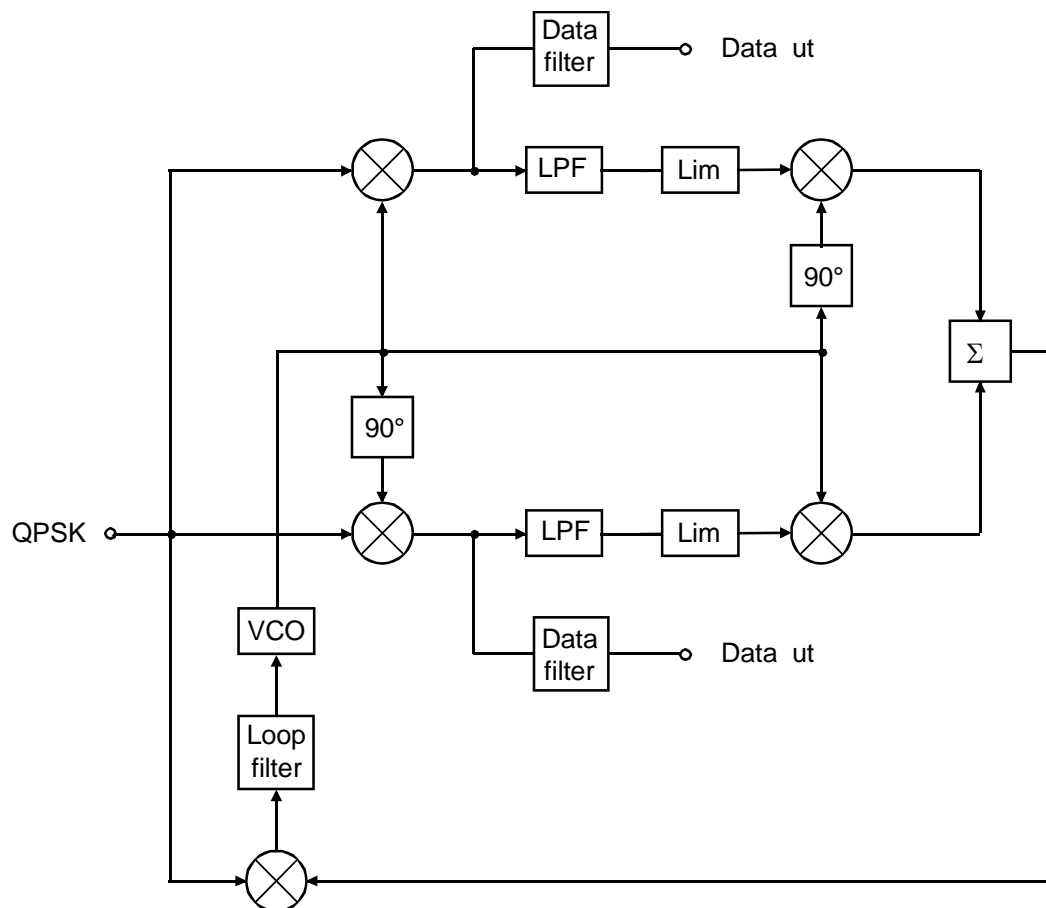 Data
filter
Data ut
LPF
Lim
90°
Σ
90°
QPSK
LPF
Lim
VCO
Data
filter
Data ut
Loop
filter